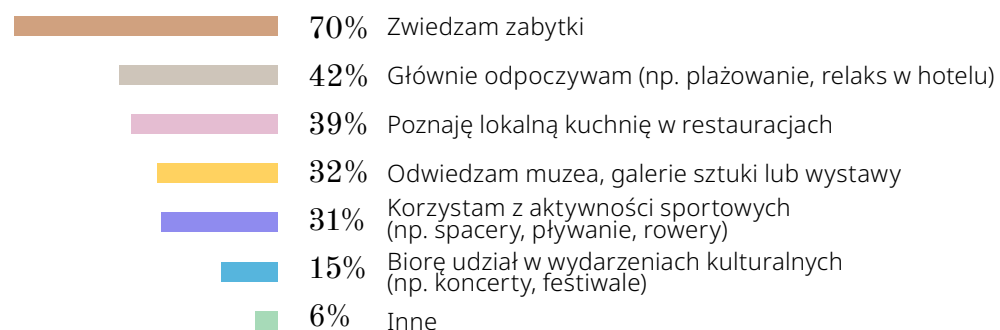 70% Zwiedzam zabytki
42% Głównie odpoczywam (np. plażowanie, relaks w hotelu)
39% Poznaję lokalną kuchnię w restauracjach
32% Odwiedzam muzea, galerie sztuki lub wystawy
31% Korzystam z aktywności sportowych
(np. spacery, pływanie, rowery)
15% Biorę udział w wydarzeniach kulturalnych
(np. koncerty, festiwale)
6% Inne